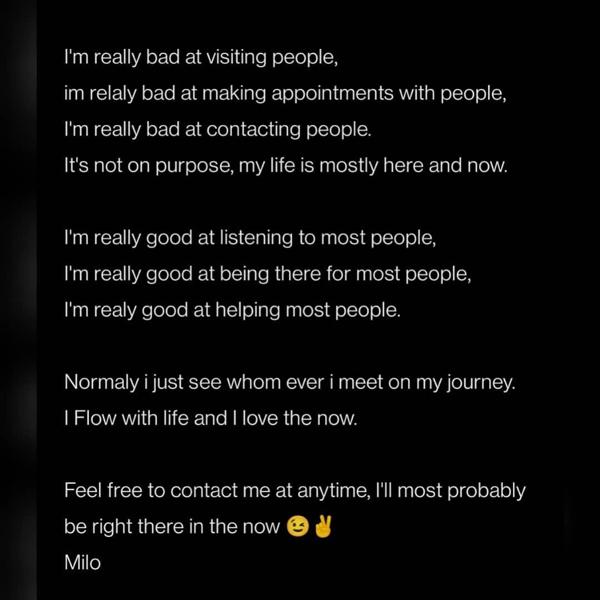 I'm really bad at visiting people,
im relaly bad at making appointments with people,
I'm really bad at contacting people.
It's not on purpose, my life is mostly here and now.
I'm really good at listening to most people,
I'm really good at being there for most people,
I'm realy good at helping most people.
Normaly i just see whom ever i meet on my journey.
I Flow with life and I love the now.
Feel free to contact me at anytime, I'll most probably
be right there in the now 😉✌️
Milo